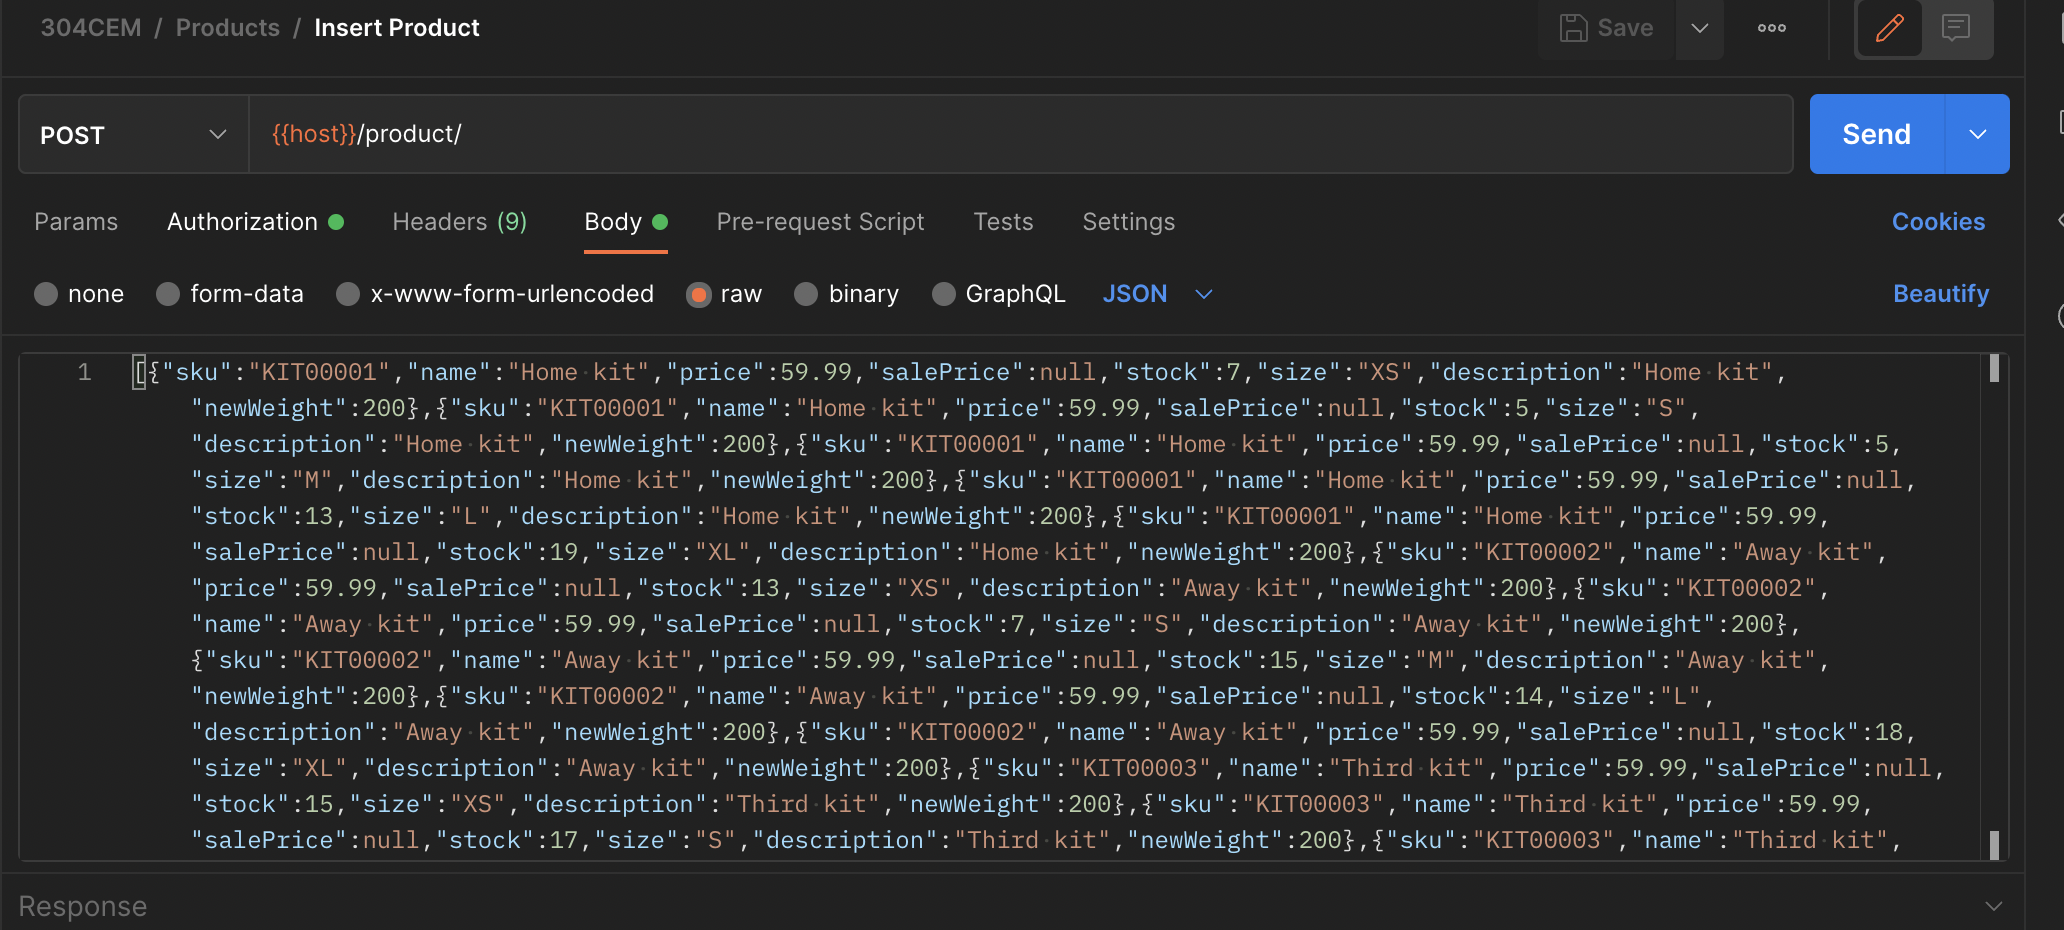 304CEM / Products / Insert Product
Save
POST
{{host}}/product/
Send
Params Authorization Headers (9) Body Pre-request Script Tests Settings Cookies
none form-data x-www-form-urlencoded raw binary GraphQL JSON Beautify
1
[{"sku":"KIT00001","name":"Home·kit","price":59.99,"salePrice":null,"stock":7,"size":"XS","description":"Home·kit",
"newWeight":200},{"sku":"KIT00001","name":"Home·kit","price":59.99,"salePrice":null,"stock":5,"size":"S",
"description":"Home·kit","newWeight":200},{"sku":"KIT00001","name":"Home·kit","price":59.99,"salePrice":null,"stock":5,
"size":"M","description":"Home·kit","newWeight":200},{"sku":"KIT00001","name":"Home·kit","price":59.99,"salePrice":null,
"stock":13,"size":"L","description":"Home·kit","newWeight":200},{"sku":"KIT00001","name":"Home·kit","price":59.99,
"salePrice":null,"stock":19,"size":"XL","description":"Home·kit","newWeight":200},{"sku":"KIT00002","name":"Away·kit",
"price":59.99,"salePrice":null,"stock":13,"size":"XS","description":"Away·kit","newWeight":200},{"sku":"KIT00002",
"name":"Away·kit","price":59.99,"salePrice":null,"stock":7,"size":"S","description":"Away·kit","newWeight":200},
{"sku":"KIT00002","name":"Away·kit","price":59.99,"salePrice":null,"stock":15,"size":"M","description":"Away·kit",
"newWeight":200},{"sku":"KIT00002","name":"Away·kit","price":59.99,"salePrice":null,"stock":14,"size":"L",
"description":"Away·kit","newWeight":200},{"sku":"KIT00002","name":"Away·kit","price":59.99,"salePrice":null,"stock":18,
"size":"XL","description":"Away·kit","newWeight":200},{"sku":"KIT00003","name":"Third·kit","price":59.99,"salePrice":null,
"stock":15,"size":"XS","description":"Third·kit","newWeight":200},{"sku":"KIT00003","name":"Third·kit","price":59.99,
"salePrice":null,"stock":17,"size":"S","description":"Third·kit","newWeight":200},{"sku":"KIT00003","name":"Third·kit",
Response